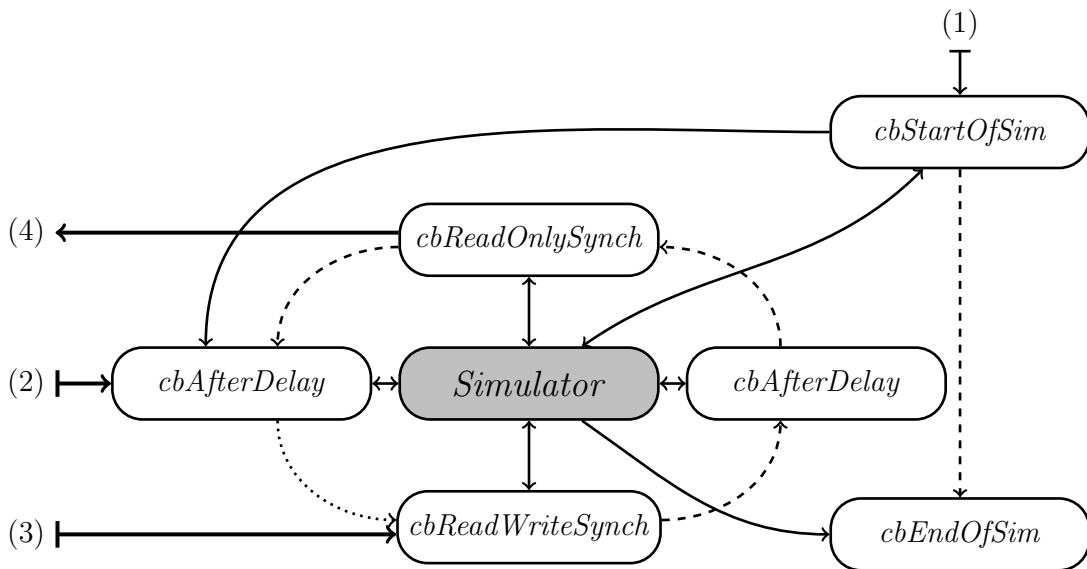 (1)
cbStartOfSim
(4)
cbReadOnlySynch
(2)
cbAfterDelay
Simulator
cbAfterDelay
(3)
cbReadWriteSynch
cbEndOfSim